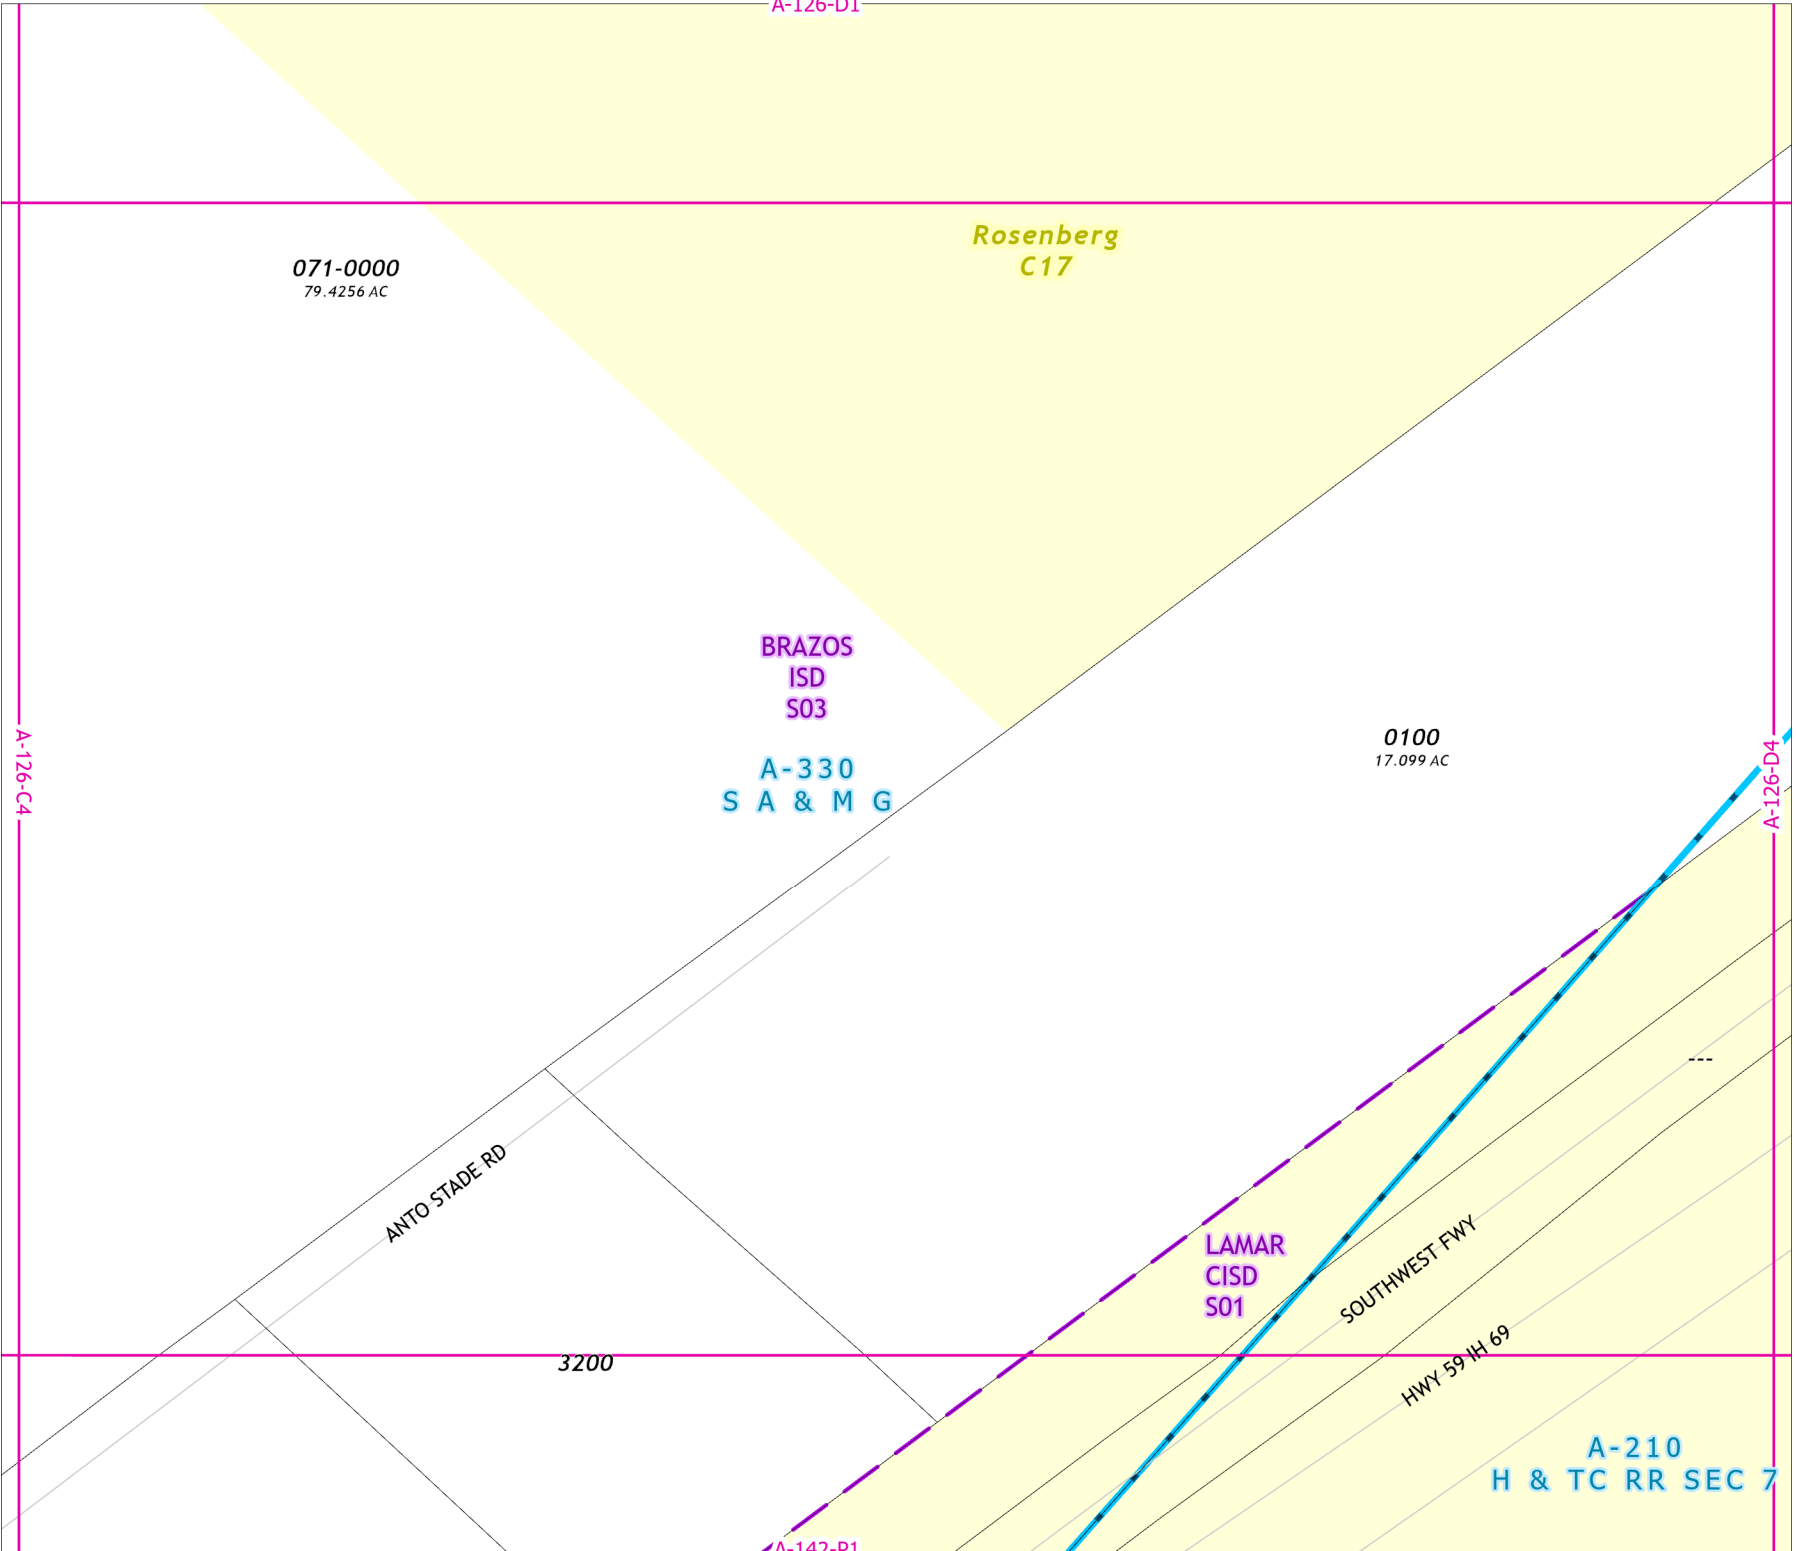 A-126-D1
Rosenberg
C17
071-0000
79.4256 AC
BRAZOS
ISD
S03
A-330
S A & M G
0100
17.099 AC
A-126-C4
A-126-D4
---
ANTO STADE RD
LAMAR
CISD
S01
SOUTHWEST FWY
HWY 59 IH 69
3200
A-210
H & TC RR SEC 7